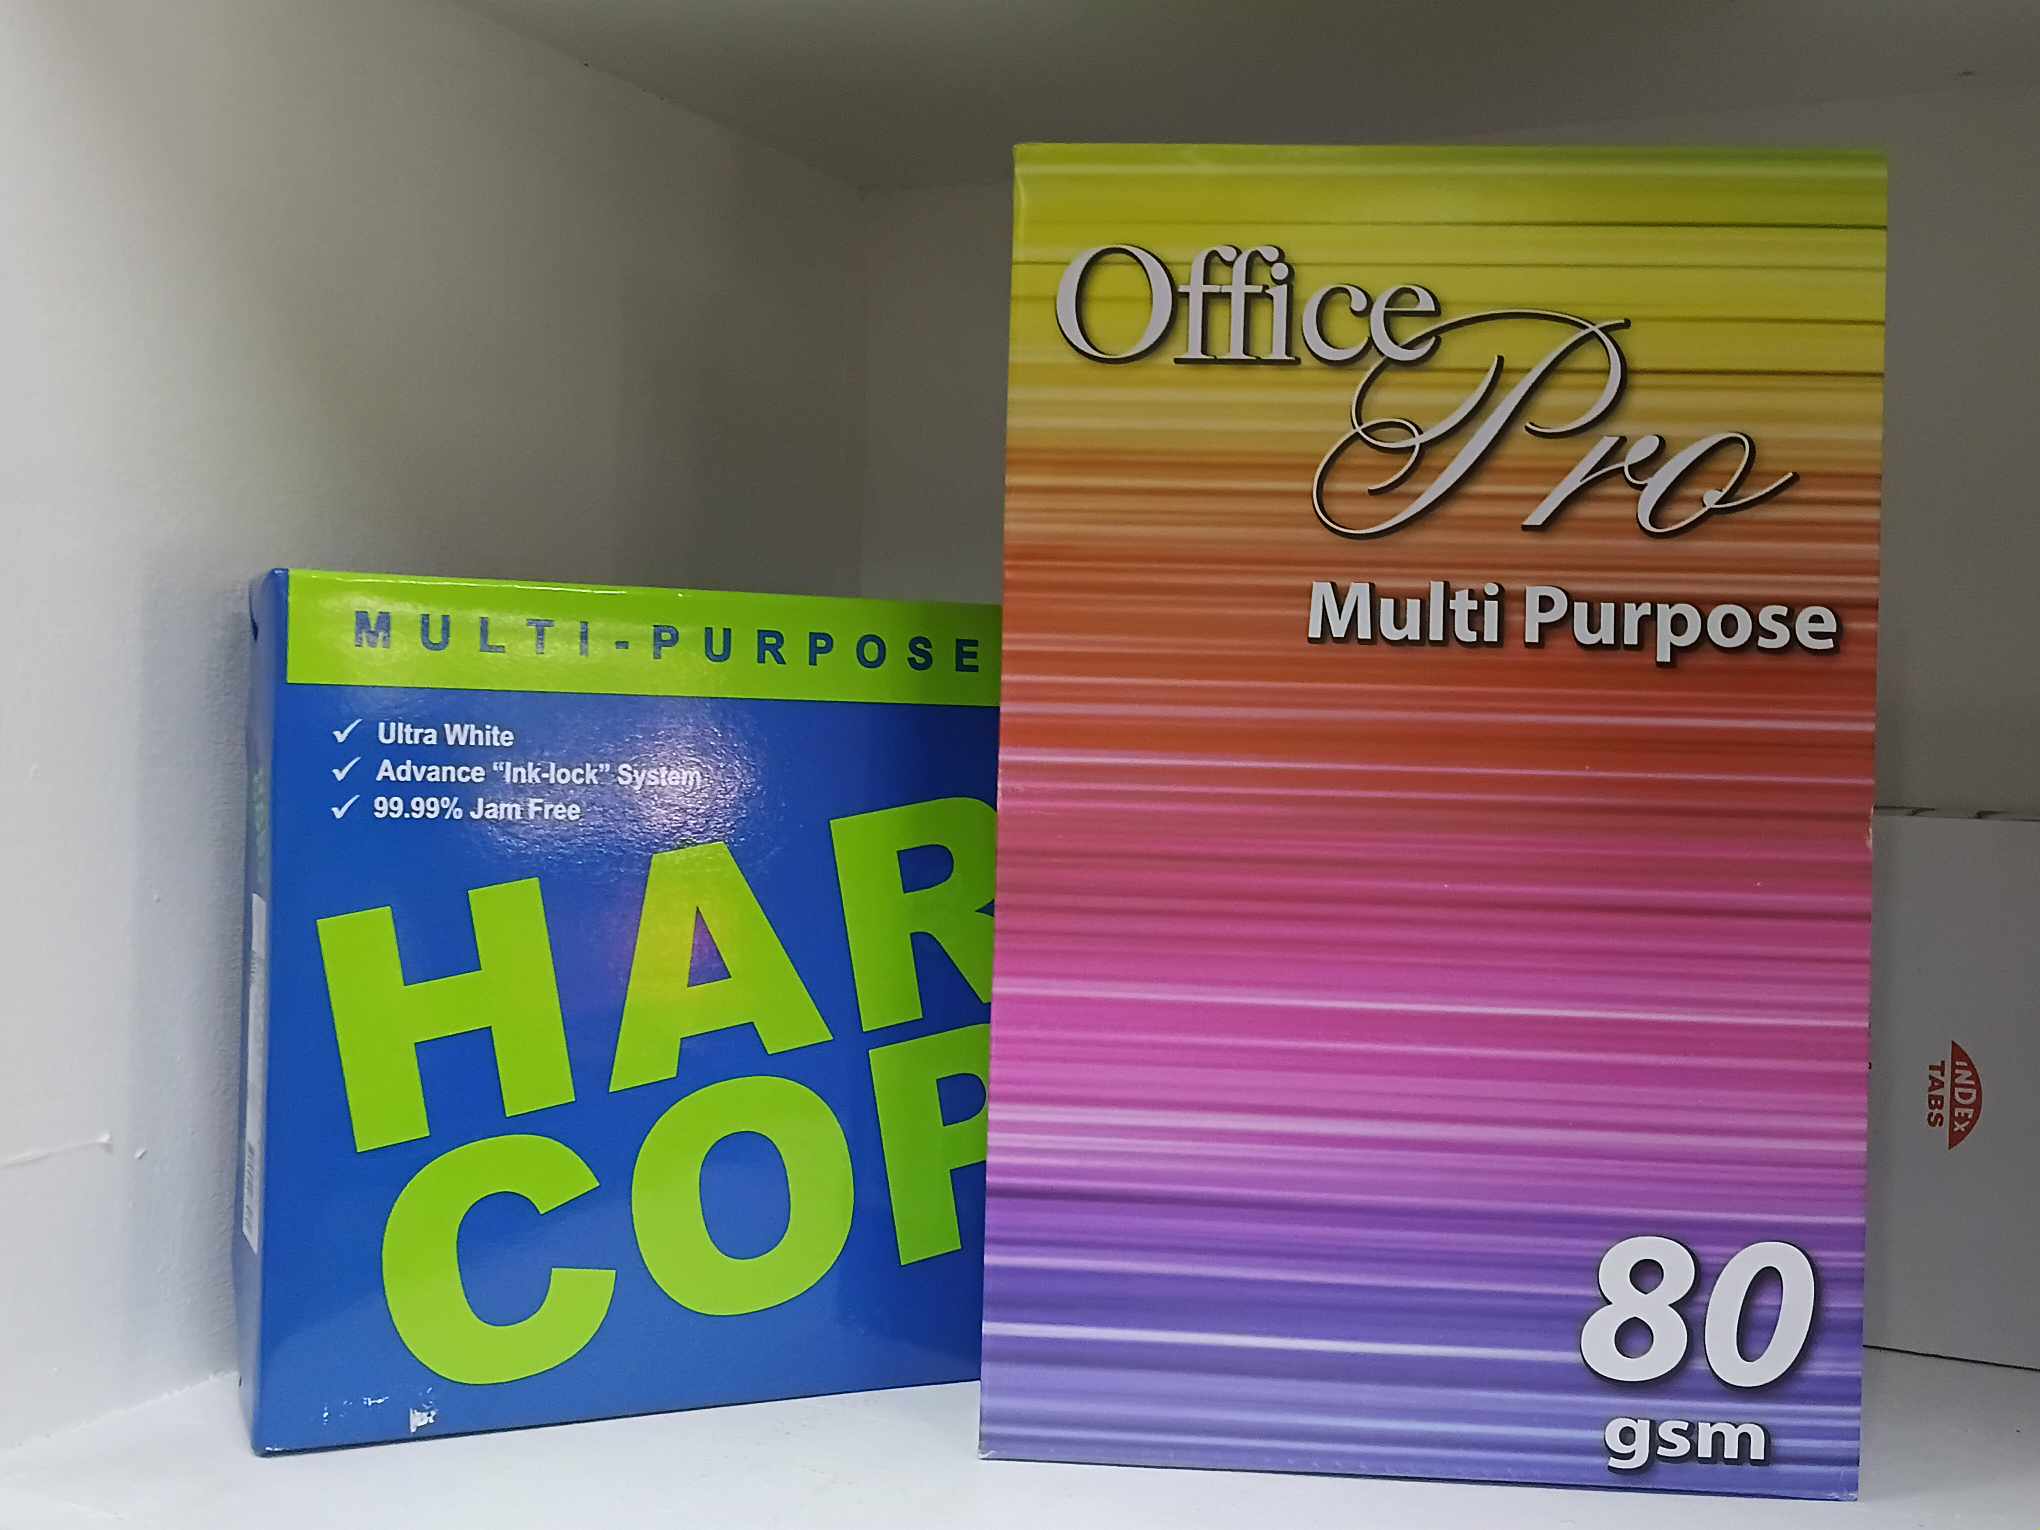 MULTI-PURPOSE
Ultra White
Advance “Ink-lock” System
99.99% Jam Free
HAR
COP
Office
Pro
Multi Purpose
80
gsm
INDEX
TABS